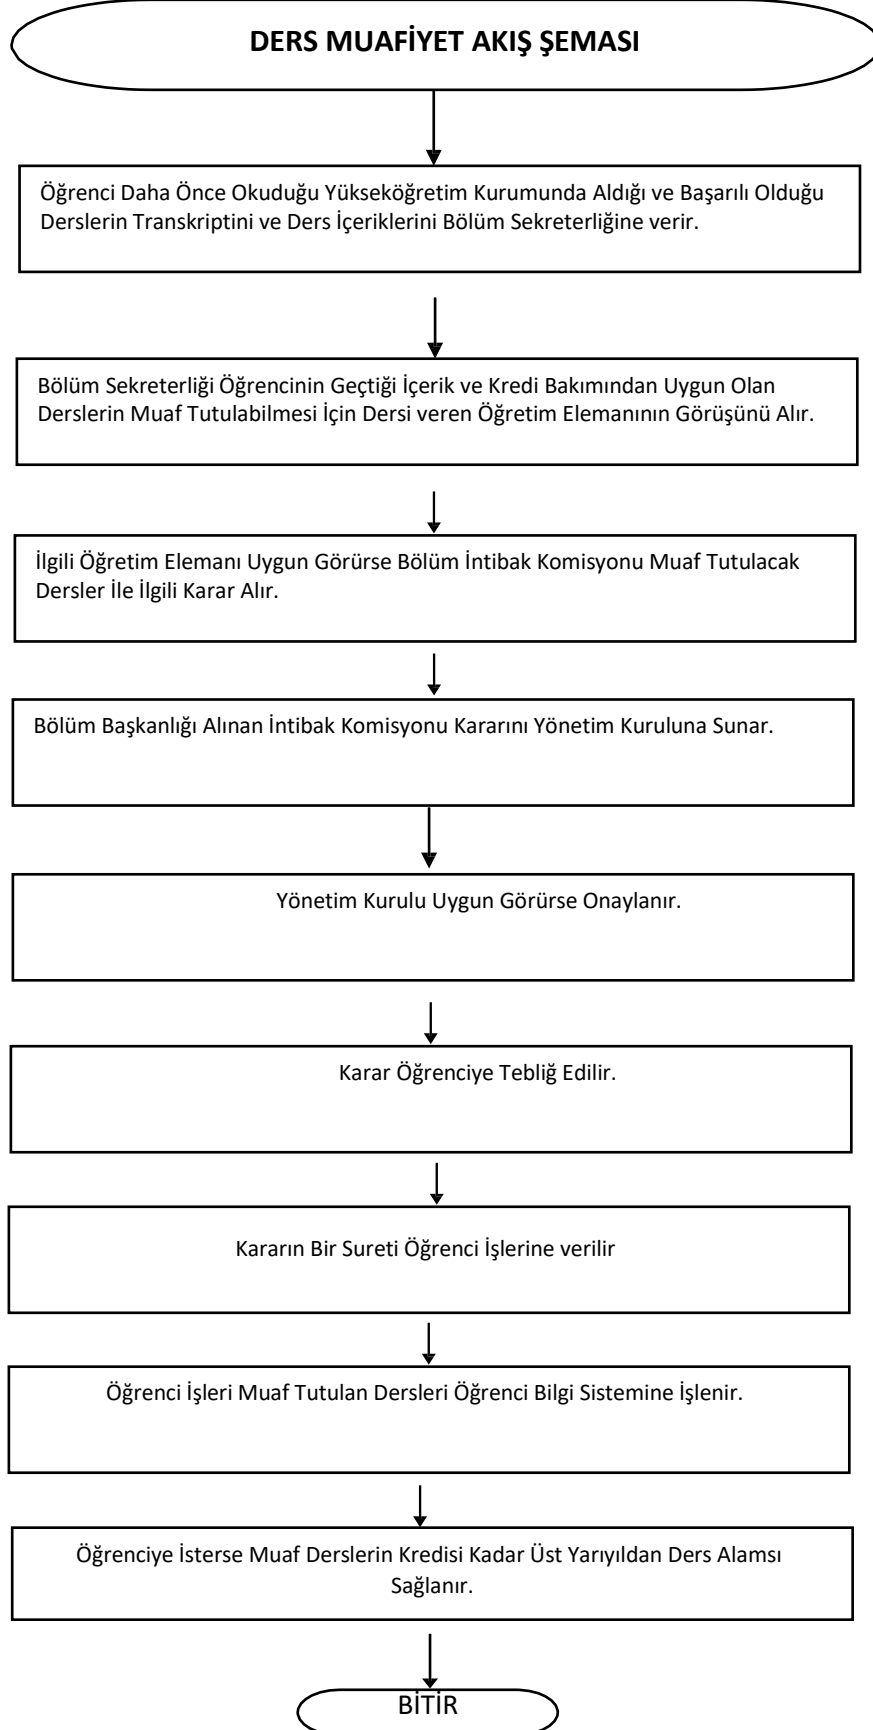 DERS MUAFİYET AKIŞ ŞEMASI
Öğrenci Daha Önce Okuduğu Yükseköğretim Kurumunda Aldığı ve Başarılı Olduğu
Derslerin Transkriptini ve Ders İçeriklerini Bölüm Sekreterliğine verir.
Bölüm Sekreterliği Öğrencinin Geçtiği İçerik ve Kredi Bakımından Uygun Olan
Derslerin Muaf Tutulabilmesi İçin Dersi veren Öğretim Elemanının Görüşünü Alır.
İlgili Öğretim Elemanı Uygun Görürse Bölüm İntibak Komisyonu Muaf Tutulacak
Dersler İle İlgili Karar Alır.
Bölüm Başkanlığı Alınan İntibak Komisyonu Kararını Yönetim Kuruluna Sunar.
Yönetim Kurulu Uygun Görürse Onaylanır.
Karar Öğrenciye Tebliğ Edilir.
Kararın Bir Sureti Öğrenci İşlerine verilir
Öğrenci İşleri Muaf Tutulan Dersleri Öğrenci Bilgi Sistemine İşlenir.
Öğrenciye İsterse Muaf Derslerin Kredisi Kadar Üst Yarıyıldan Ders Alamsı
Sağlanır.
BİTİR